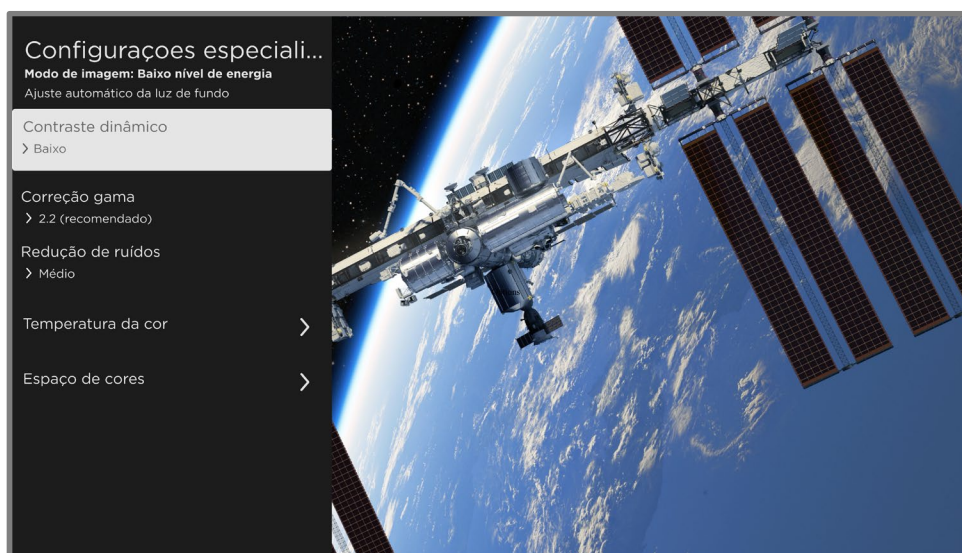 Configuraçoes especiali...
Modo de imagem: Baixo nível de energia
Ajuste automático da luz de fundo
Contraste dinâmico
Baixo
Correção gama
2.2 (recomendado)
Redução de ruídos
Médio
Temperatura da cor
Espaço de cores